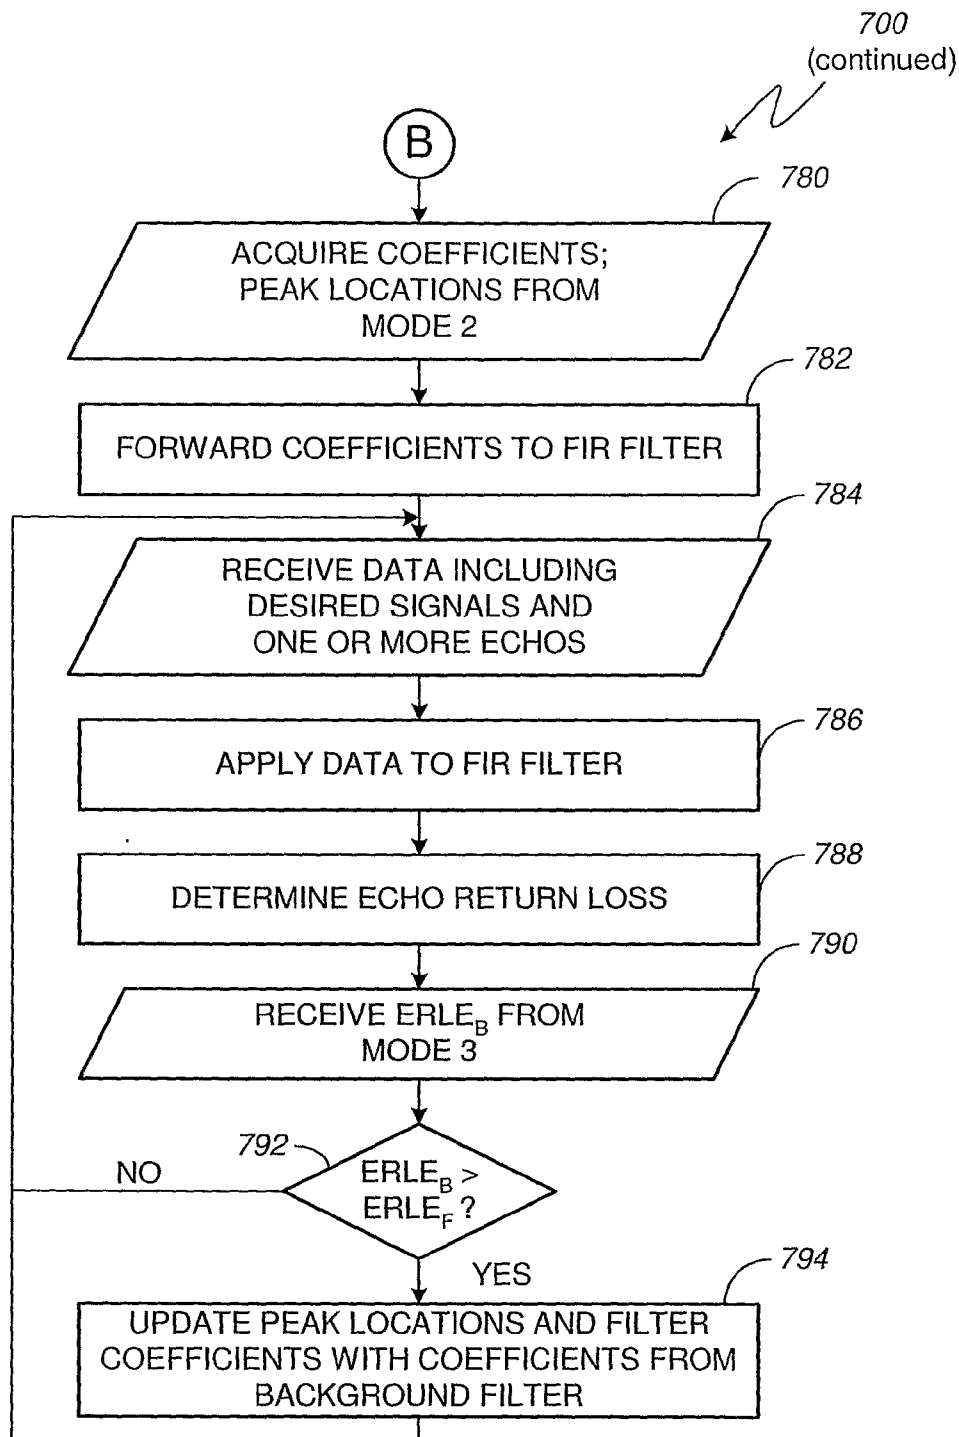 700
(continued)
B
780
ACQUIRE COEFFICIENTS;
PEAK LOCATIONS FROM
MODE 2
782
FORWARD COEFFICIENTS TO FIR FILTER
784
RECEIVE DATA INCLUDING
DESIRED SIGNALS AND
ONE OR MORE ECHOS
786
APPLY DATA TO FIR FILTER
788
DETERMINE ECHO RETURN LOSS
790
RECEIVE ERLE_B FROM
MODE 3
792
NO
ERLE_B >
ERLE_F ?
YES
794
UPDATE PEAK LOCATIONS AND FILTER
COEFFICIENTS WITH COEFFICIENTS FROM
BACKGROUND FILTER